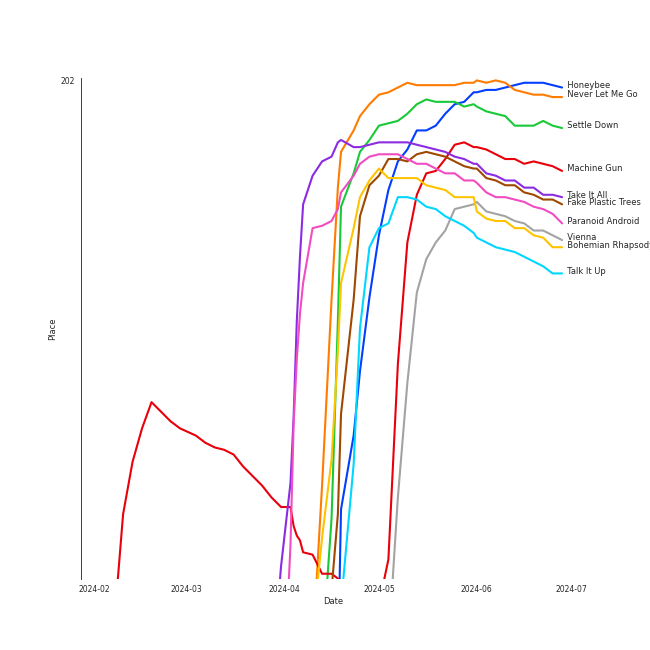 202
Honeybee
Never Let Me Go
Settle Down
Machine Gun
Take It All
Fake Plastic Trees
Paranoid Android
Vienna
Bohemian Rhapsod
Talk It Up
Place
2024-02
2024-03
2024-04
2024-05
2024-06
2024-07
Date